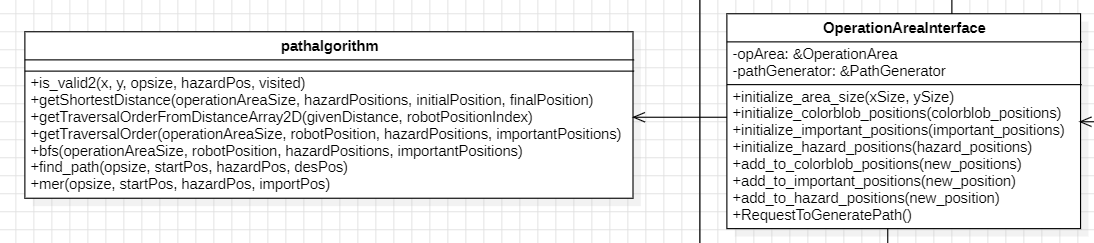 pathalgorithm
+is_valid2(x, y, opsize, hazardPos, visited)
+getShortestDistance(operationAreaSize, hazardPositions, initialPosition, finalPosition)
+getTraversalOrderFromDistanceArray2D(givenDistance, robotPositionIndex)
+getTraversalOrder(operationAreaSize, robotPosition, hazardPositions, importantPositions)
+bfs(operationAreaSize, robotPosition, hazardPositions, importantPositions)
+find_path(opsize, startPos, hazardPos, desPos)
+mer(opsize, startPos, hazardPos, importPos)
OperationAreaInterface
-opArea: &OperationArea
-pathGenerator: &PathGenerator
+initialize_area_size(xSize, ySize)
+initialize_colorblob_positions(colorblob_positions)
+initialize_important_positions(important_positions)
+initialize_hazard_positions(hazard_positions)
+add_to_colorblob_positions(new_positions)
+add_to_important_positions(new_position)
+add_to_hazard_positions(new_position)
+RequestToGeneratePath()